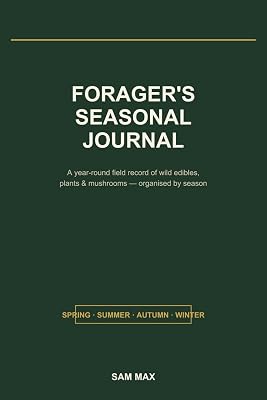 FORAGER'S
SEASONAL
JOURNAL
A year-round field record of wild edibles,
plants & mushrooms — organised by season
SPRING · SUMMER · AUTUMN · WINTER
SAM MAX